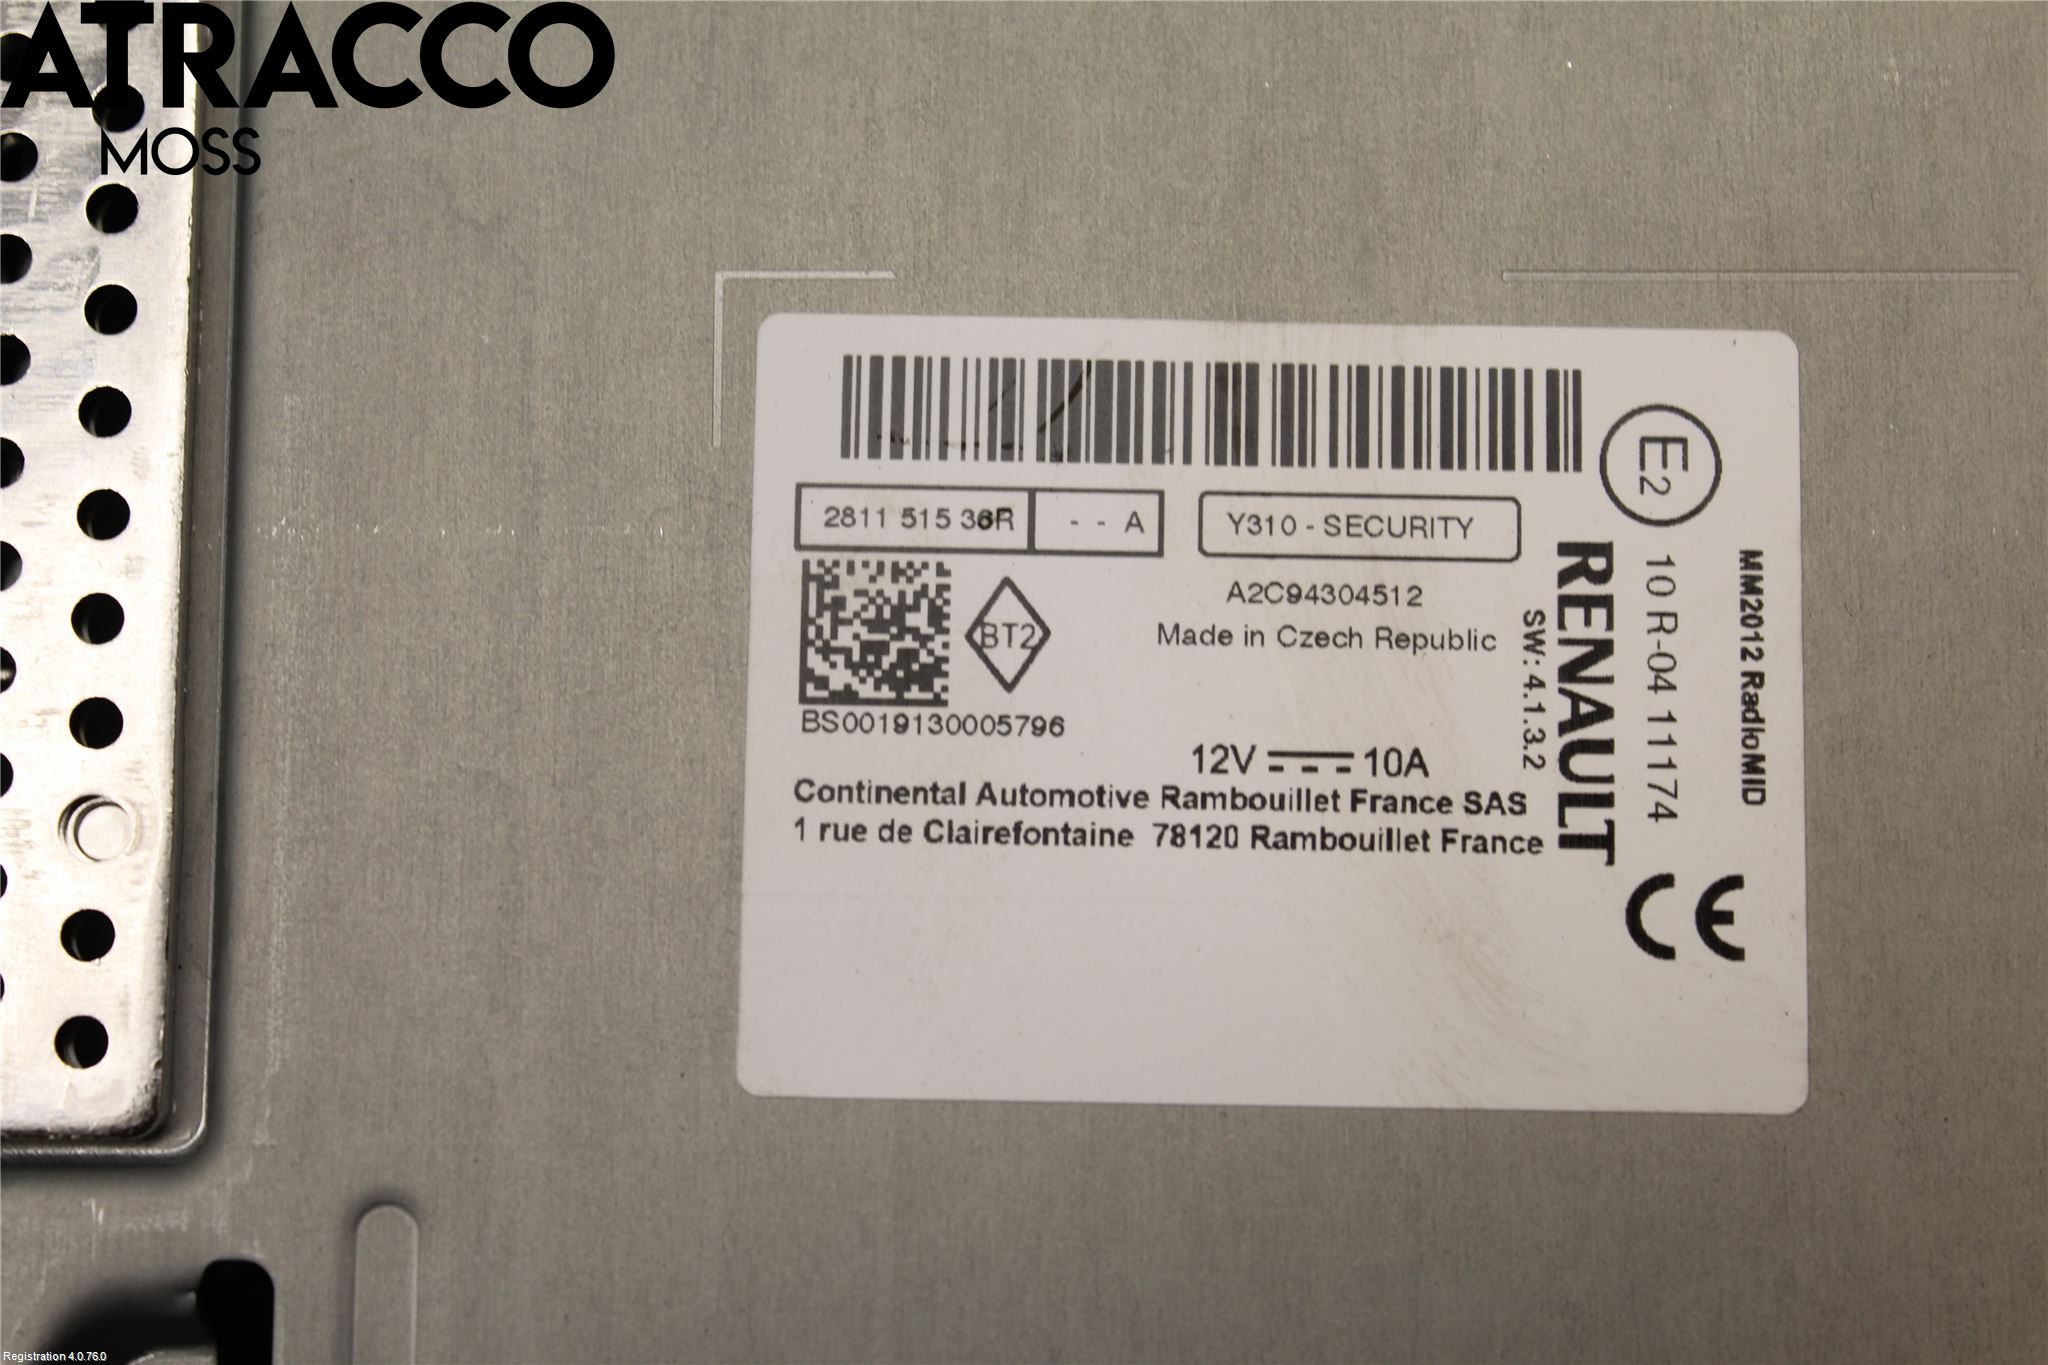 ATRACCO
MOSS
2811 515 36R
- - A
Y310 - SECURITY
A2C94304512
BT2
Made in Czech Republic
BS0019130005796
12V 10A
Continental Automotive Rambouillet France SAS
1 rue de Clairefontaine 78120 Rambouillet France
SW: 4.1.3.2
RENAULT
E2
10 R-04 11174
MM2012 RadioMID
CE
Registration 4.0.76.0